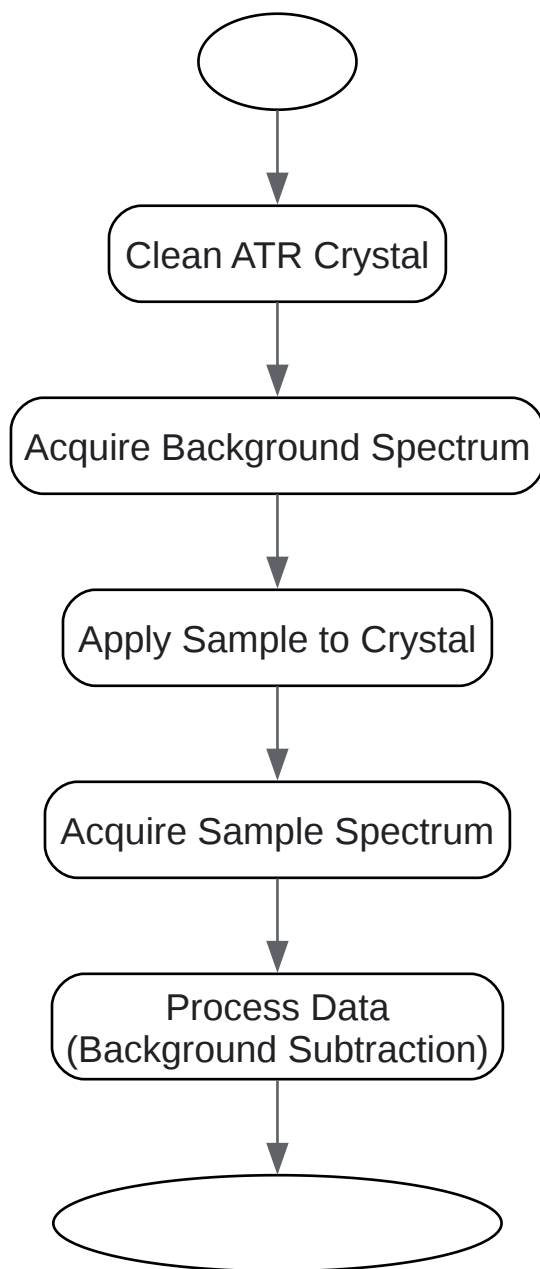 Clean ATR Crystal
Acquire Background Spectrum
Apply Sample to Crystal
Acquire Sample Spectrum
Process Data
(Background Subtraction)